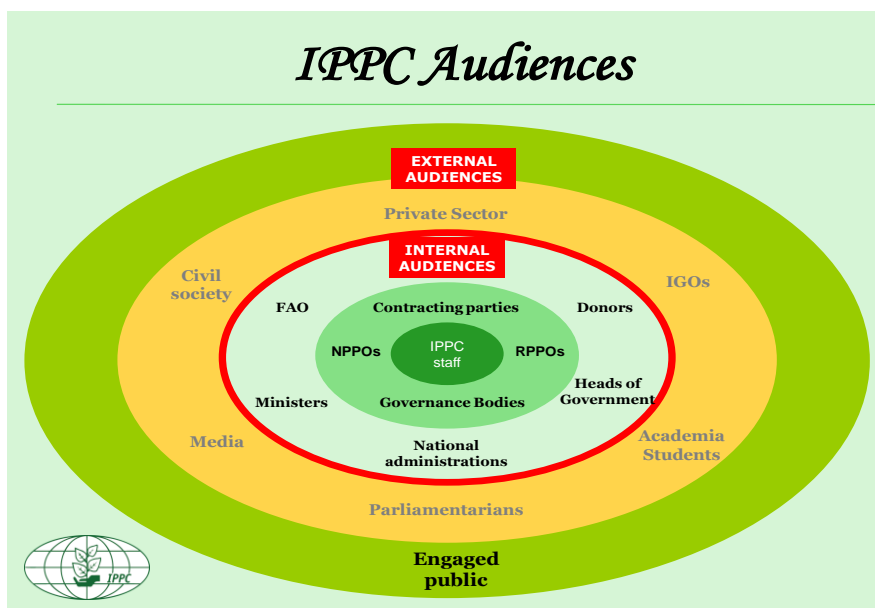 IPPC Audiences
EXTERNAL
AUDIENCES
Private Sector
INTERNAL
AUDIENCES
Civil
society
IGOs
FAO
Contracting parties
Donors
NPPOs
IPPC
staff
RPPOs
Ministers
Governance Bodies
Heads of
Government
Media
National
administrations
Academia
Students
Parliamentarians
Engaged
public
IPPC